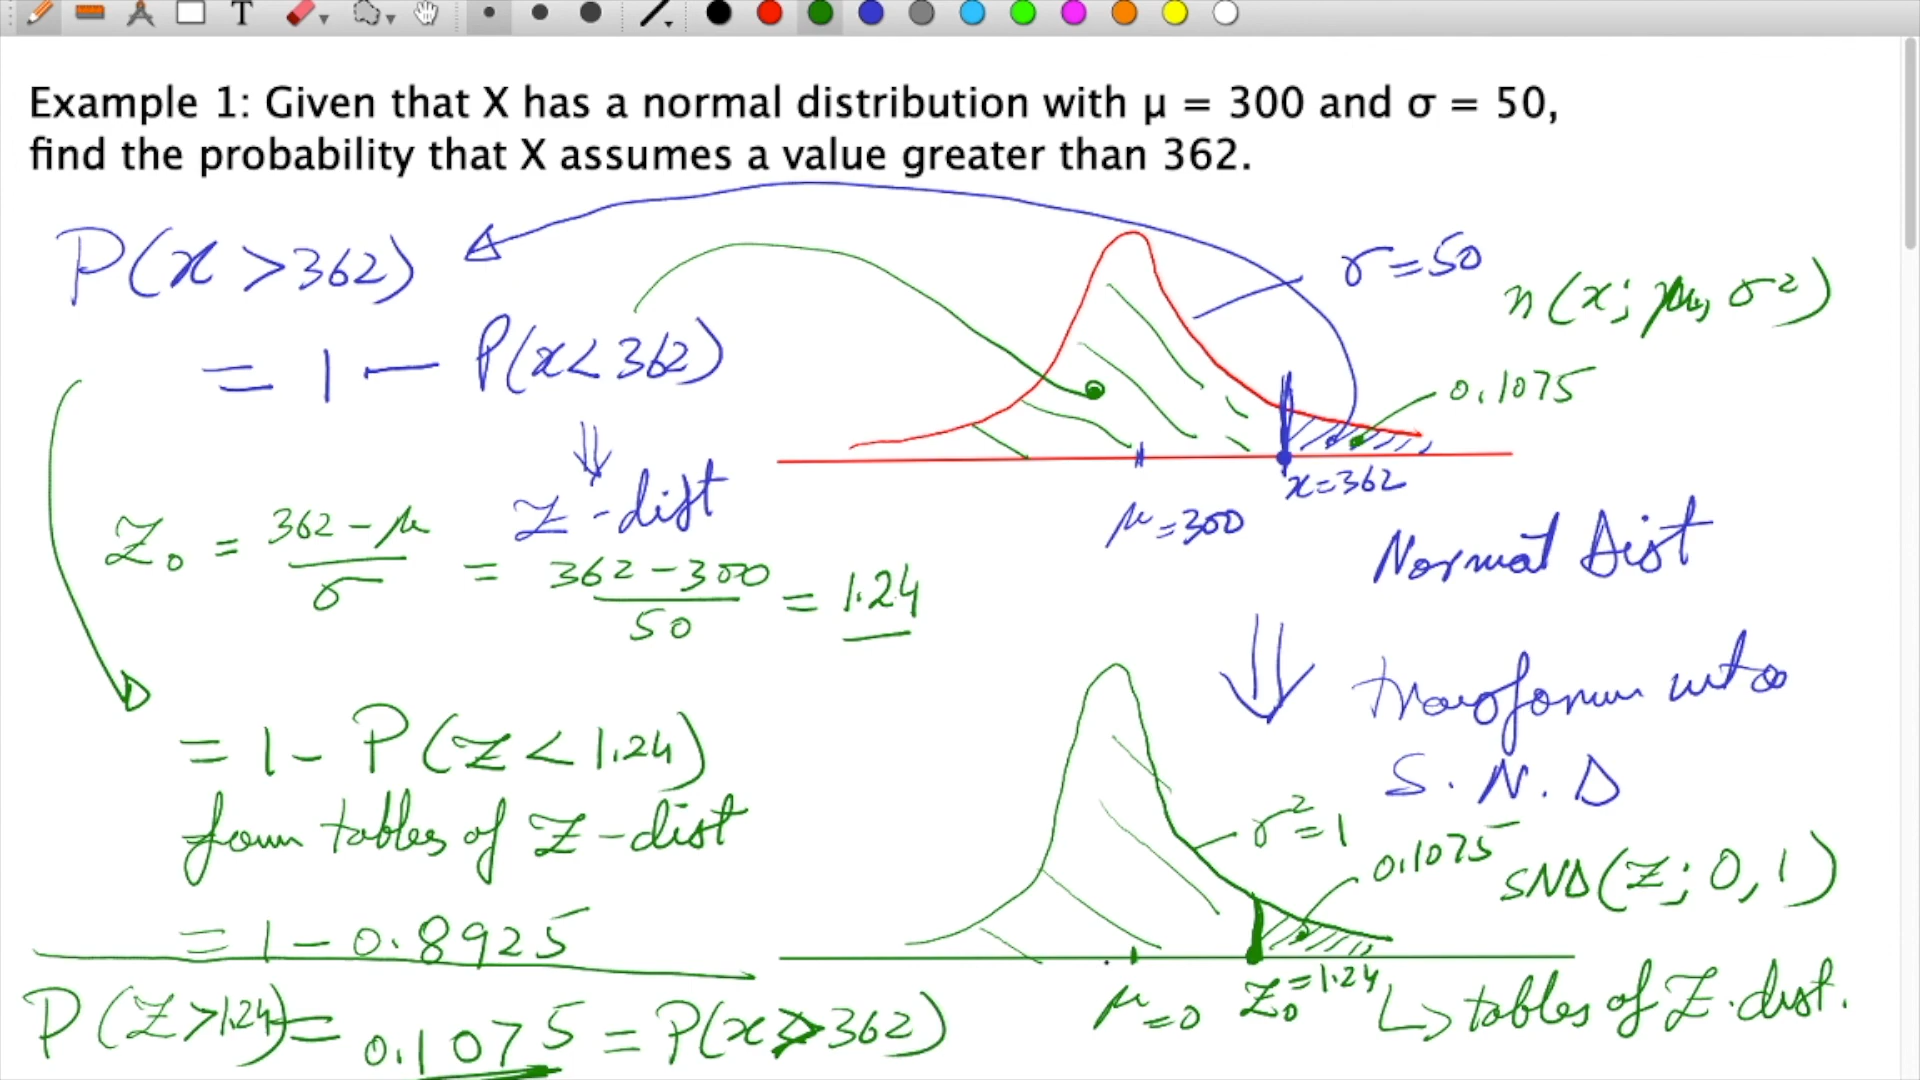 T
Example 1: Given that X has a normal distribution with μ = 300 and σ = 50,
find the probability that X assumes a value greater than 362.
P(x > 362)
= 1 − P(x < 362)
Z - dist
Z₀ = (362 − μ)/σ = (362 − 300)/50 = 1.24
= 1 − P(Z < 1.24)
from tables of Z-dist
= 1 − 0.8925
P(Z > 1.24) = 0.1075 = P(x > 362)
σ = 50
n(x; μ, σ²)
0.1075
x = 362
μ = 300
Normal Dist
transform into
S. N. D
σ² = 1
0.1075
SND(Z; 0, 1)
μ = 0
Z₀ = 1.24
↳ tables of Z. dist.